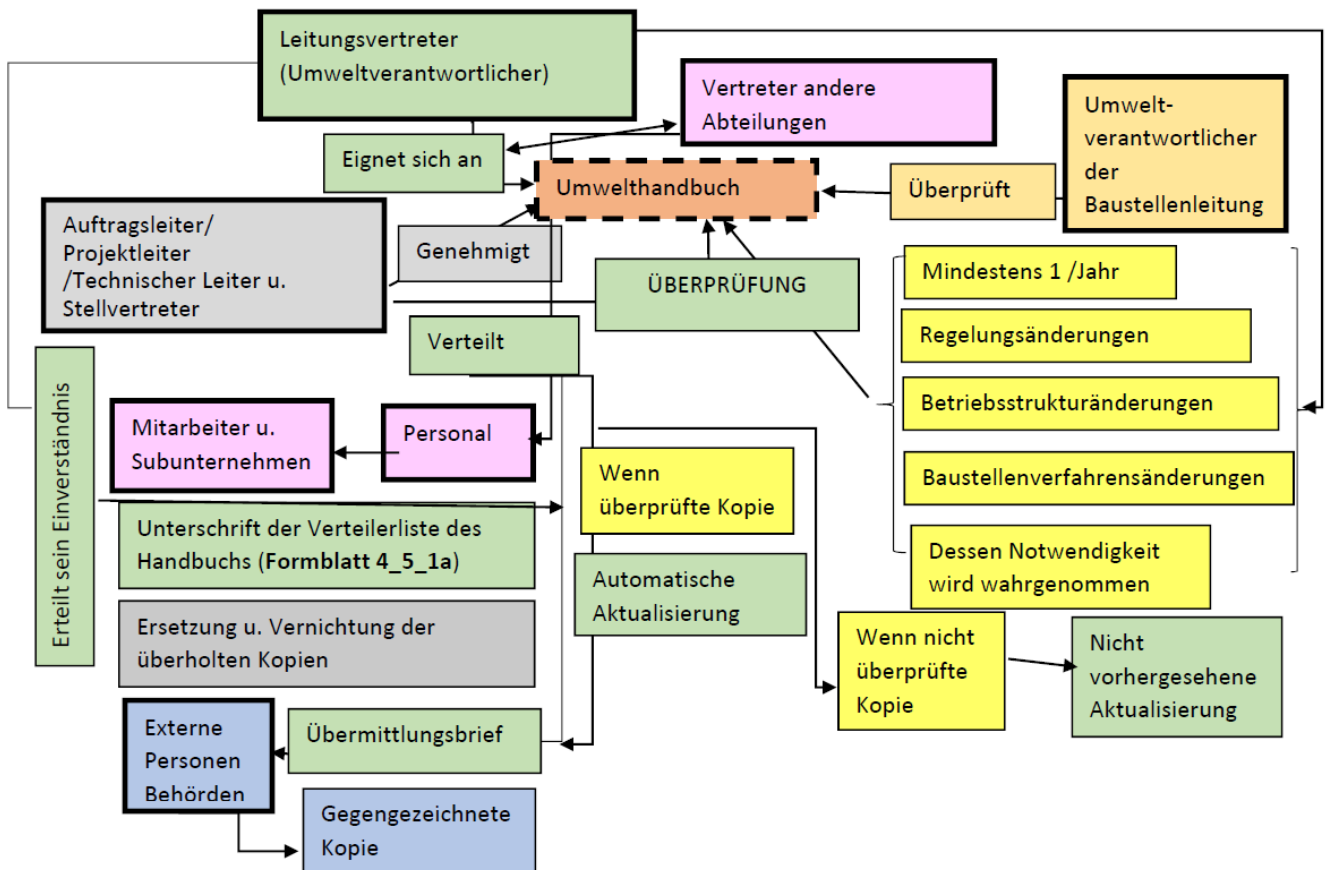 Leitungsvertreter
(Umweltverantwortlicher)
Vertreter andere
Abteilungen
Umwelt-
verantwortlicher
der
Baustellenleitung
Eignet sich an
Umwelthandbuch
Überprüft
Auftragsleiter/
Projektleiter
/Technischer Leiter u.
Stellvertreter
Genehmigt
ÜBERPRÜFUNG
Mindestens 1 /Jahr
Regelungsänderungen
Betriebsstrukturänderungen
Baustellenverfahrensänderungen
Dessen Notwendigkeit
wird wahrgenommen
Verteilt
Erteilt sein Einverständnis
Mitarbeiter u.
Subunternehmen
Personal
Wenn
überprüfte Kopie
Unterschrift der Verteilerliste des
Handbuchs (Formblatt 4_5_1a)
Automatische
Aktualisierung
Ersetzung u. Vernichtung der
überholten Kopien
Wenn nicht
überprüfte
Kopie
Nicht
vorhergesehene
Aktualisierung
Externe
Personen
Behörden
Übermittlungsbrief
Gegengezeichnete
Kopie